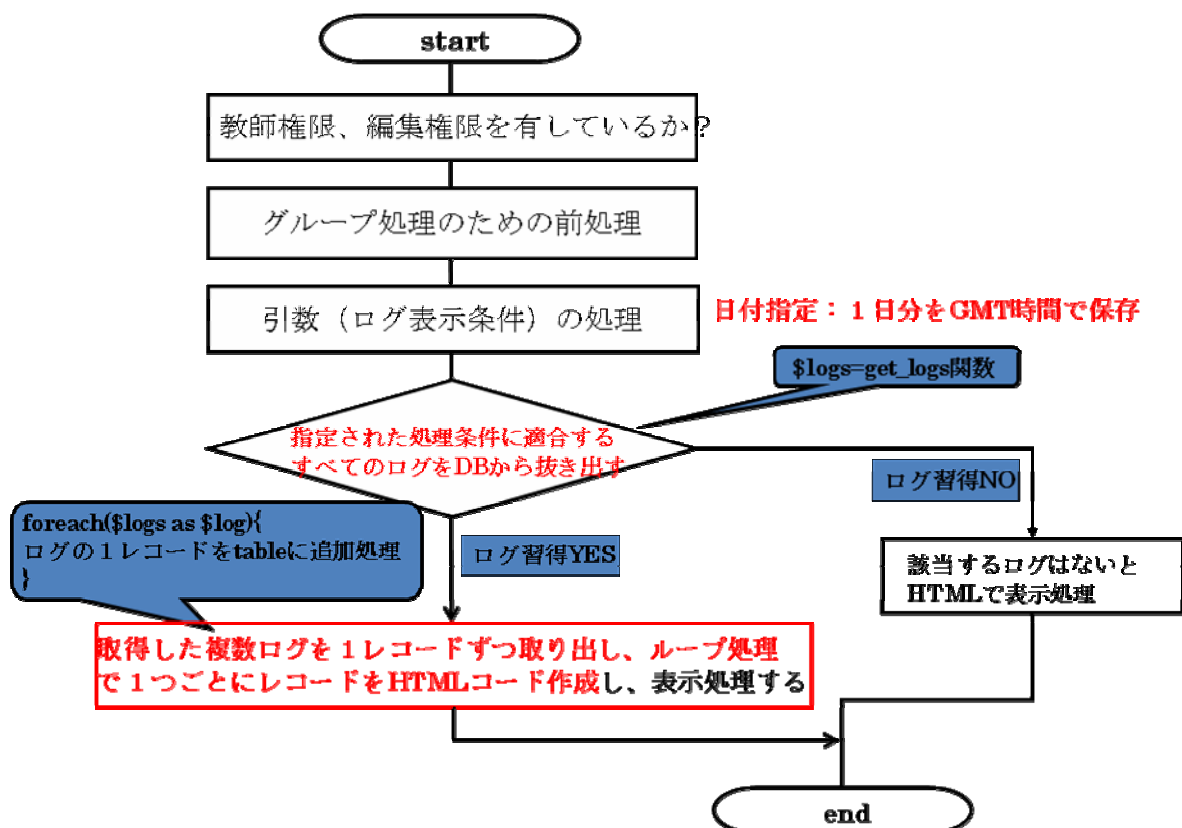 start
教師権限、編集権限を有しているか？
グループ処理のための前処理
引数（ログ表示条件）の処理
日付指定：１日分をGMT時間で保存
$logs=get_logs関数
指定された処理条件に適合する
すべてのログをDBから抜き出す
ログ習得NO
foreach($logs as $log){
ログの１レコードをtableに追加処理
}
ログ習得YES
該当するログはないと
HTMLで表示処理
取得した複数ログを１レコードずつ取り出し、ループ処理
で１つごとにレコードをHTMLコード作成し、表示処理する
end